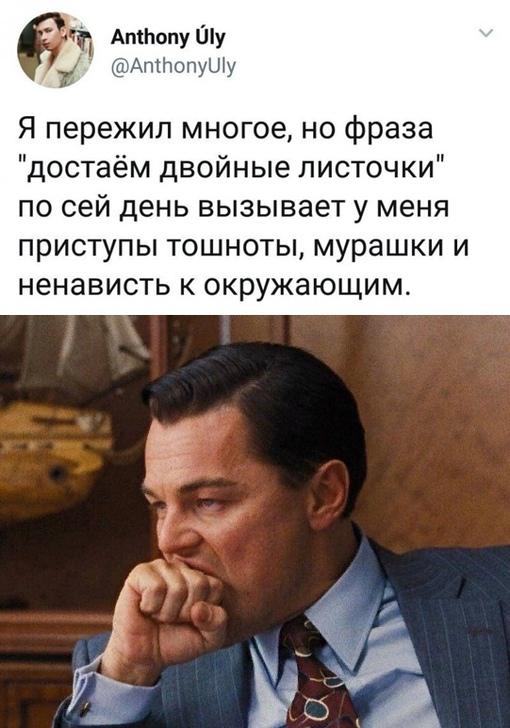 Anthony Úly
@AnthonyUly
Я пережил многое, но фраза
"достаём двойные листочки"
по сей день вызывает у меня
приступы тошноты, мурашки и
ненависть к окружающим.